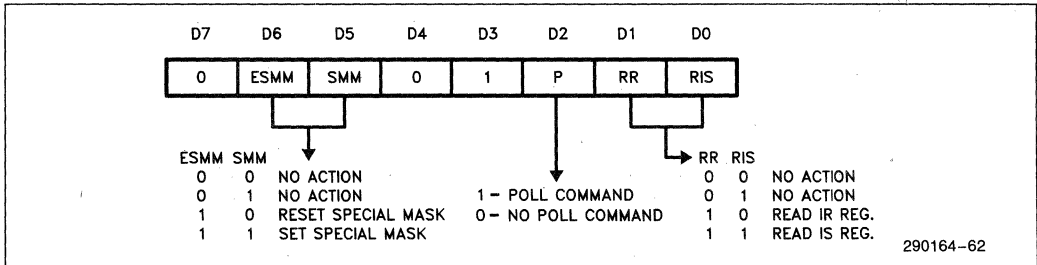 D7 D6 D5 D4 D3 D2 D1 D0
0 ESMM SMM 0 1 P RR RIS
ESMM SMM
0 0 NO ACTION
0 1 NO ACTION
1 0 RESET SPECIAL MASK
1 1 SET SPECIAL MASK
1 – POLL COMMAND
0 – NO POLL COMMAND
RR RIS
0 0 NO ACTION
0 1 NO ACTION
1 0 READ IR REG.
1 1 READ IS REG.
290164–62